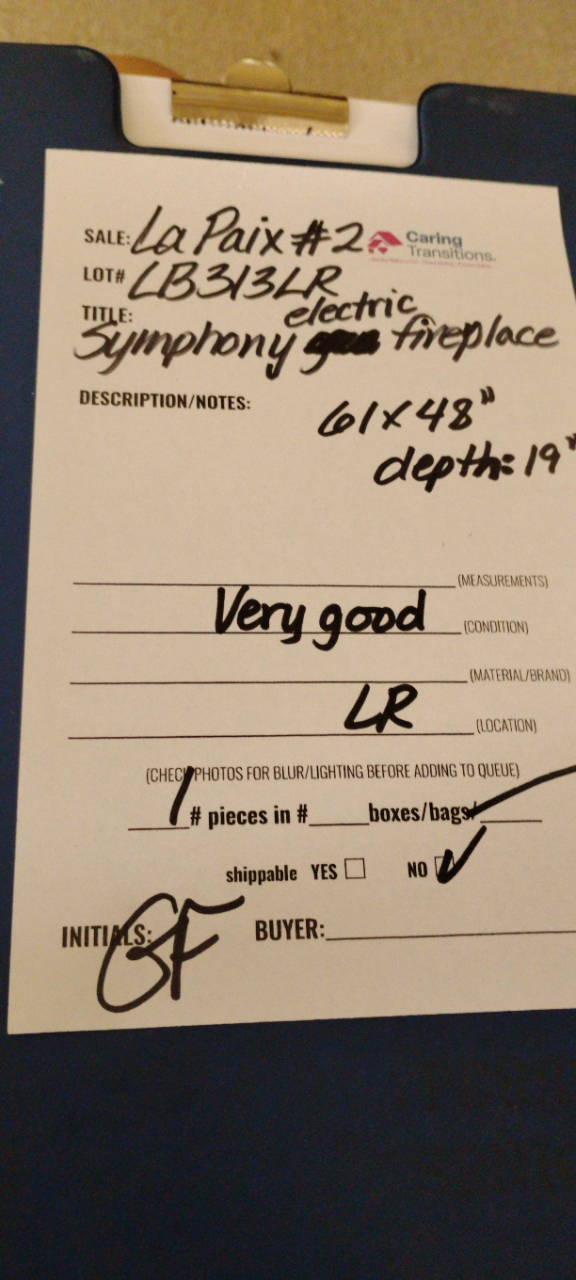 SALE: La Paix #2 Caring Transitions.
LOT# LB313LR
TITLE: electric
Symphony fireplace
DESCRIPTION/NOTES: 61 x 48"
depth: 19"
(MEASUREMENTS)
Very good (CONDITION)
(MATERIAL/BRAND)
LR (LOCATION)
(CHECK PHOTOS FOR BLUR/LIGHTING BEFORE ADDING TO QUEUE)
1 # pieces in # boxes/bags/
shippable YES NO ✓
INITIALS: GF BUYER: